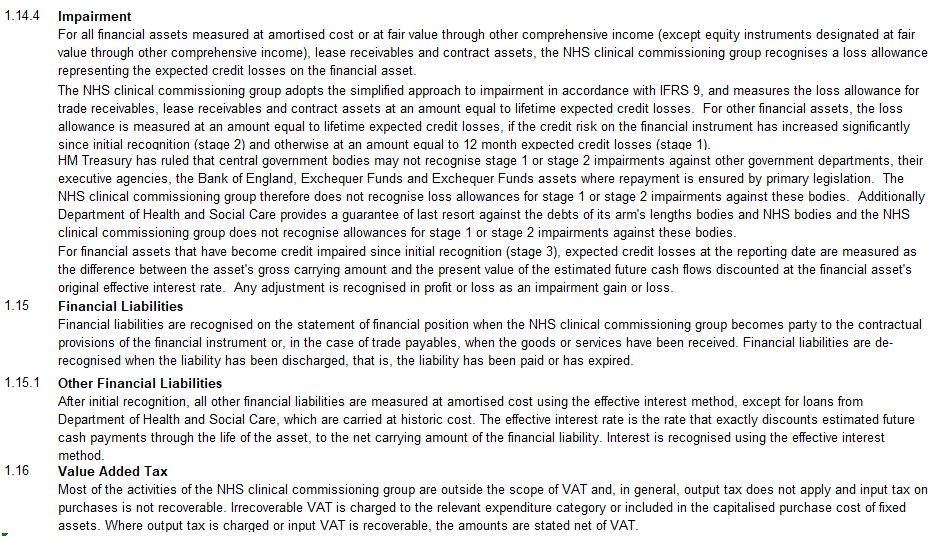 1.14.4 Impairment
For all financial assets measured at amortised cost or at fair value through other comprehensive income (except equity instruments designated at fair
value through other comprehensive income), lease receivables and contract assets, the NHS clinical commissioning group recognises a loss allowance
representing the expected credit losses on the financial asset.
The NHS clinical commissioning group adopts the simplified approach to impairment in accordance with IFRS 9, and measures the loss allowance for
trade receivables, lease receivables and contract assets at an amount equal to lifetime expected credit losses. For other financial assets, the loss
allowance is measured at an amount equal to lifetime expected credit losses, if the credit risk on the financial instrument has increased significantly
since initial recognition (stage 2) and otherwise at an amount equal to 12 month expected credit losses (stage 1).
HM Treasury has ruled that central government bodies may not recognise stage 1 or stage 2 impairments against other government departments, their
executive agencies, the Bank of England, Exchequer Funds and Exchequer Funds assets where repayment is ensured by primary legislation. The
NHS clinical commissioning group therefore does not recognise loss allowances for stage 1 or stage 2 impairments against these bodies. Additionally
Department of Health and Social Care provides a guarantee of last resort against the debts of its arm's lengths bodies and NHS bodies and the NHS
clinical commissioning group does not recognise allowances for stage 1 or stage 2 impairments against these bodies.
For financial assets that have become credit impaired since initial recognition (stage 3), expected credit losses at the reporting date are measured as
the difference between the asset's gross carrying amount and the present value of the estimated future cash flows discounted at the financial asset's
original effective interest rate. Any adjustment is recognised in profit or loss as an impairment gain or loss.
1.15 Financial Liabilities
Financial liabilities are recognised on the statement of financial position when the NHS clinical commissioning group becomes party to the contractual
provisions of the financial instrument or, in the case of trade payables, when the goods or services have been received. Financial liabilities are de-
recognised when the liability has been discharged, that is, the liability has been paid or has expired.
1.15.1 Other Financial Liabilities
After initial recognition, all other financial liabilities are measured at amortised cost using the effective interest method, except for loans from
Department of Health and Social Care, which are carried at historic cost. The effective interest rate is the rate that exactly discounts estimated future
cash payments through the life of the asset, to the net carrying amount of the financial liability. Interest is recognised using the effective interest
method.
1.16 Value Added Tax
Most of the activities of the NHS clinical commissioning group are outside the scope of VAT and, in general, output tax does not apply and input tax on
purchases is not recoverable. Irrecoverable VAT is charged to the relevant expenditure category or included in the capitalised purchase cost of fixed
assets. Where output tax is charged or input VAT is recoverable, the amounts are stated net of VAT.